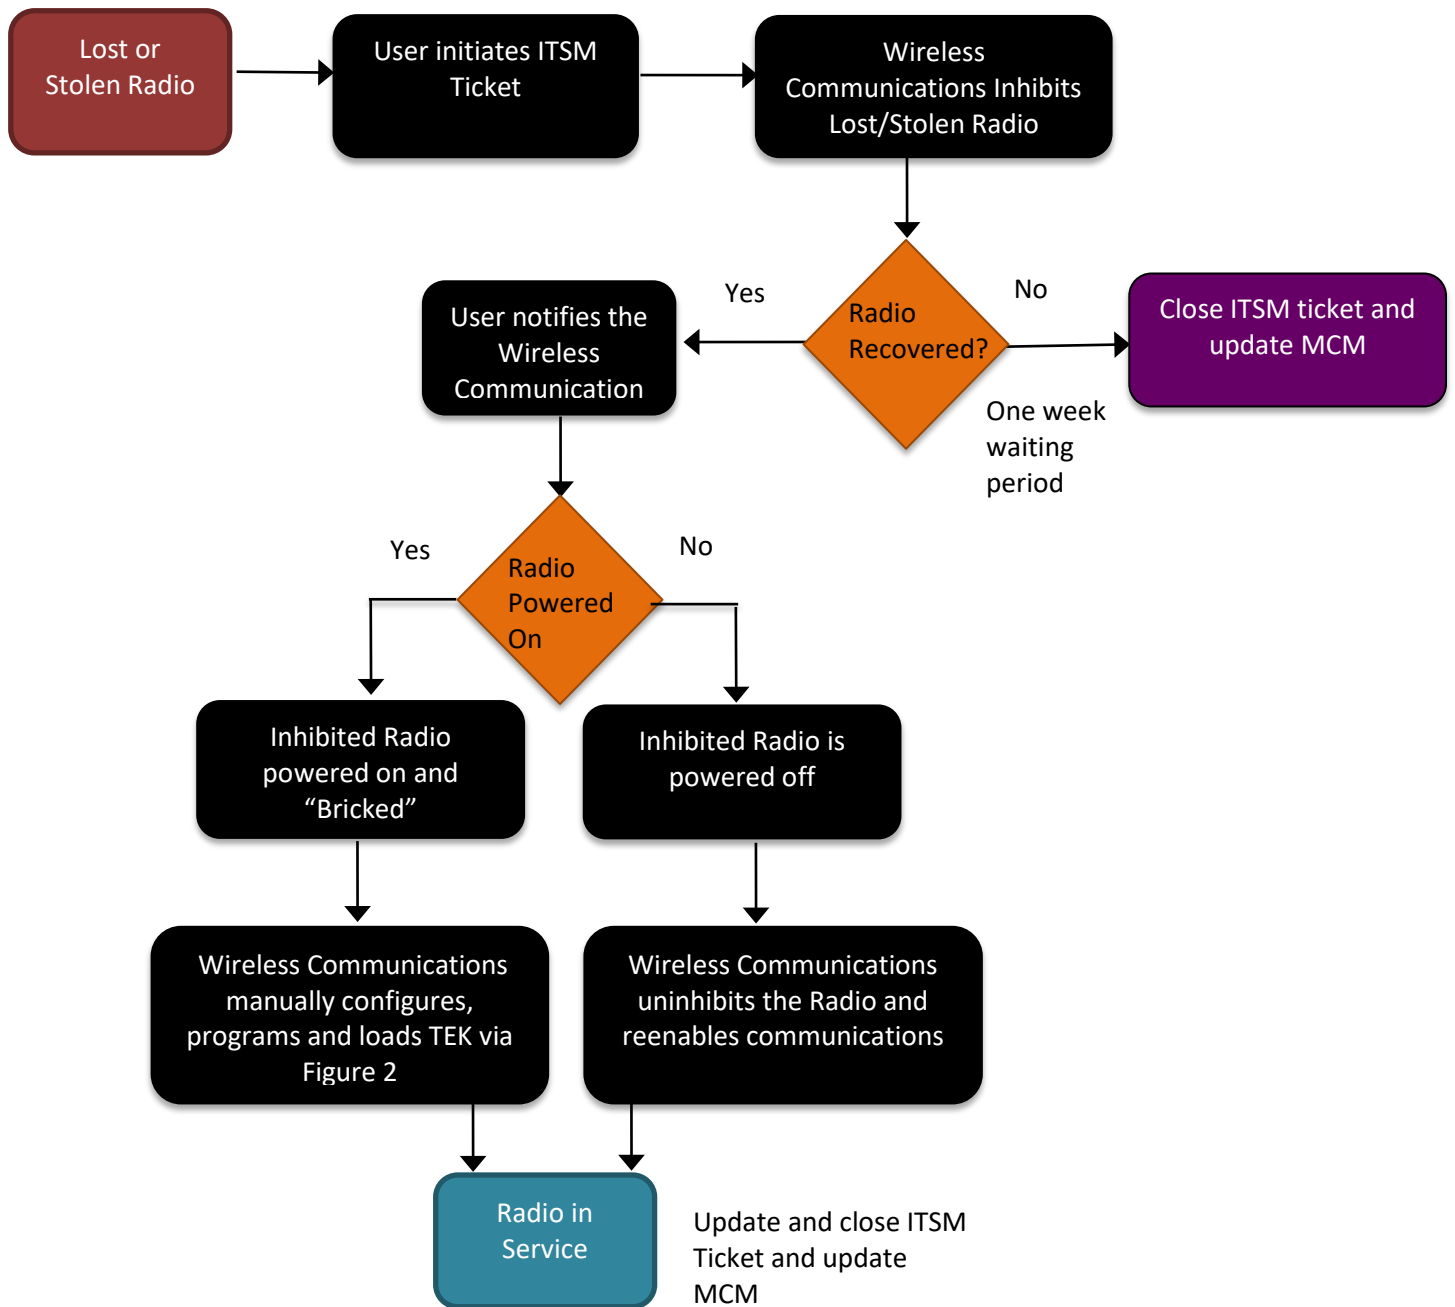 Lost or
Stolen Radio
User initiates ITSM
Ticket
Wireless
Communications Inhibits
Lost/Stolen Radio
Yes
No
User notifies the
Wireless
Communication
Radio
Recovered?
Close ITSM ticket and
update MCM
One week
waiting
period
Yes
No
Radio
Powered
On
Inhibited Radio
powered on and
“Bricked”
Inhibited Radio is
powered off
Wireless Communications
manually configures,
programs and loads TEK via
Figure 2
Wireless Communications
uninhibits the Radio and
reenables communications
Radio in
Service
Update and close ITSM
Ticket and update
MCM